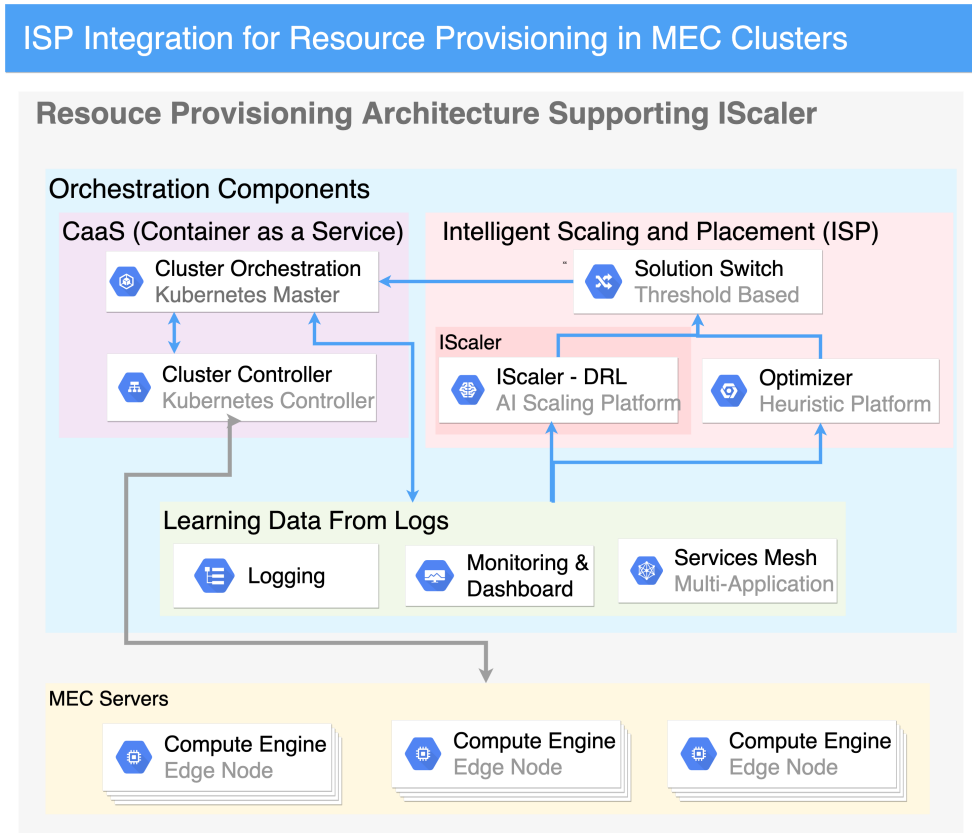 ISP Integration for Resource Provisioning in MEC Clusters
Resouce Provisioning Architecture Supporting IScaler
Orchestration Components
CaaS (Container as a Service)
Cluster Orchestration
Kubernetes Master
Cluster Controller
Kubernetes Controller
Intelligent Scaling and Placement (ISP)
“
Solution Switch
Threshold Based
IScaler
IScaler - DRL
AI Scaling Platform
Optimizer
Heuristic Platform
Learning Data From Logs
Logging
Monitoring &
Dashboard
Services Mesh
Multi-Application
MEC Servers
Compute Engine
Edge Node
Compute Engine
Edge Node
Compute Engine
Edge Node